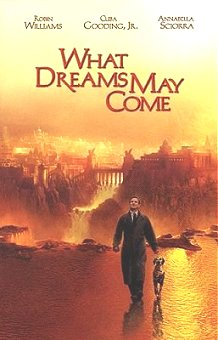 ROBIN WILLIAMS CUBA GOODING, JR. ANNABELLA SCIORRA
WHAT
DREAMS MAY
COME